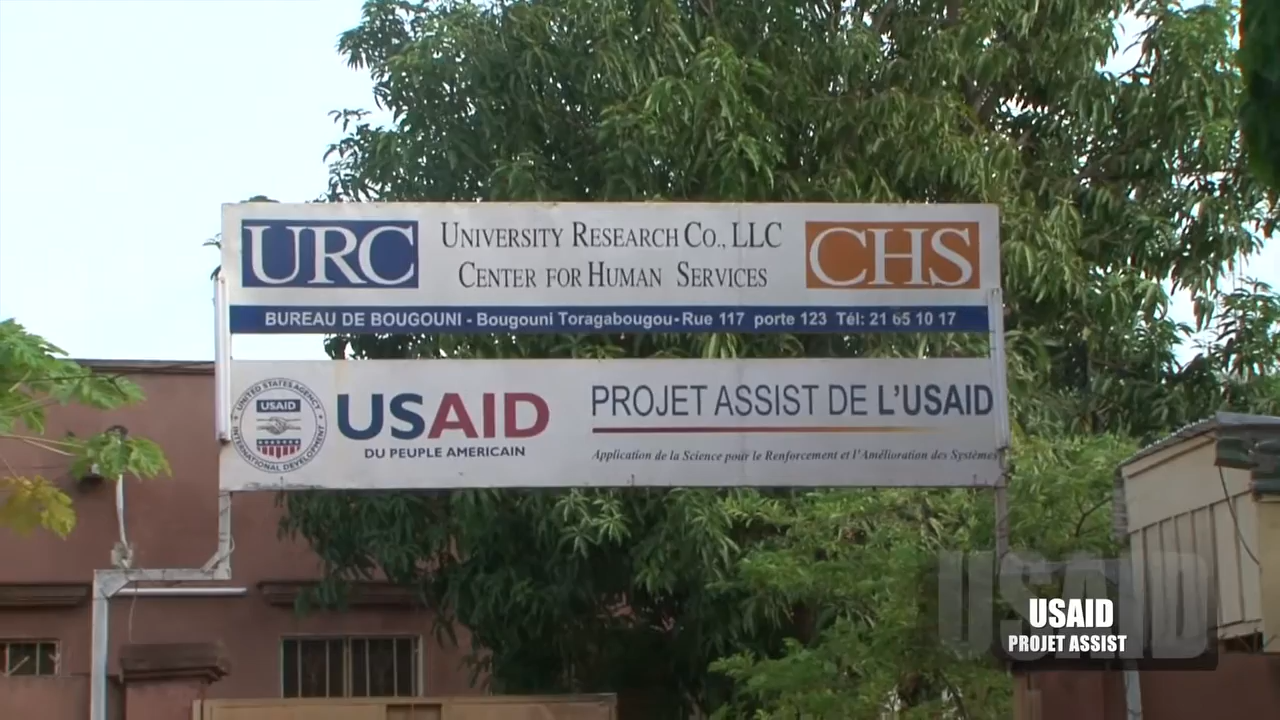 URC
UNIVERSITY RESEARCH CO., LLC
CENTER FOR HUMAN SERVICES
CHS
BUREAU DE BOUGOUNI - Bougouni Toragabougou - Rue 117 porte 123 Tél: 21 65 10 17
UNITED STATES AGENCY
USAID
INTERNATIONAL DEVELOPMENT
USAID
DU PEUPLE AMERICAIN
PROJET ASSIST DE L'USAID
Application de la Science pour le Renforcement et l'Amélioration des Systèmes
USAID
USAID
PROJET ASSIST